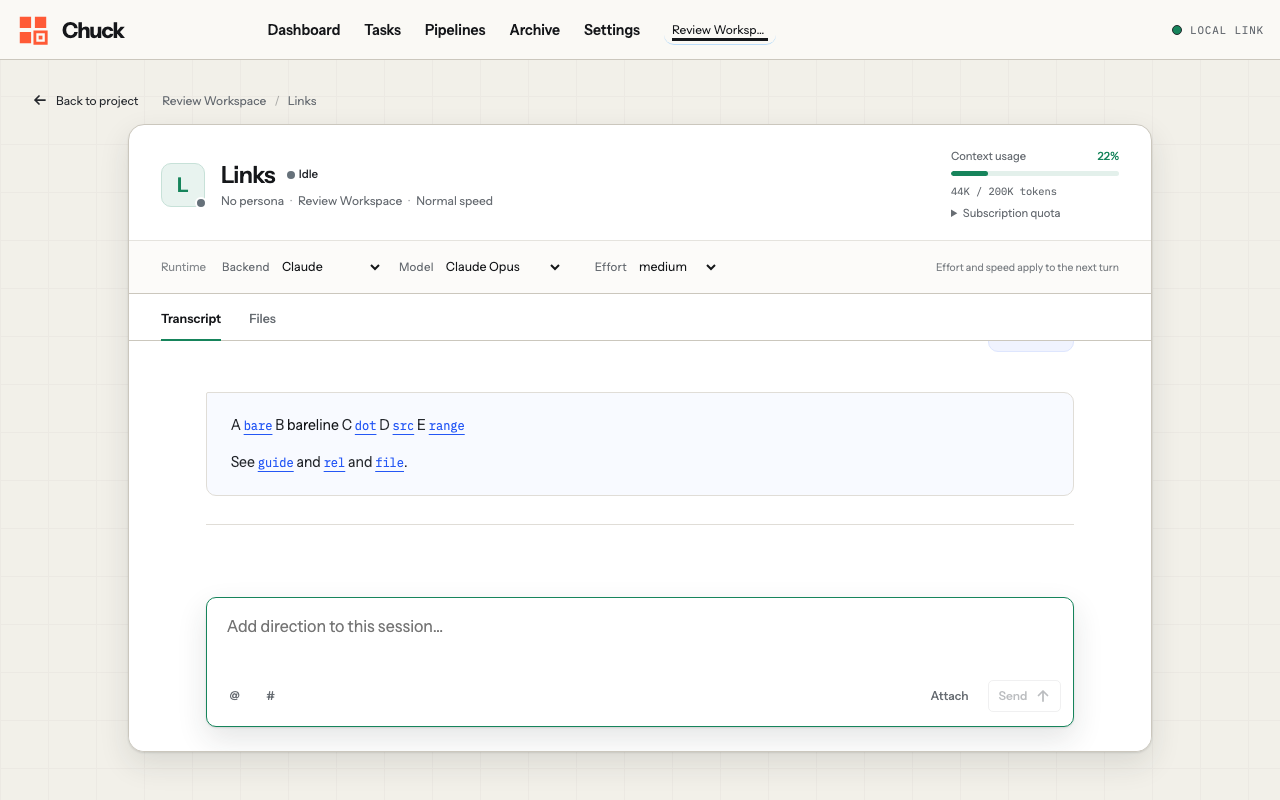 Chuck
Dashboard Tasks Pipelines Archive Settings Review Worksp... LOCAL LINK
Back to project Review Workspace / Links
L
Links Idle
No persona · Review Workspace · Normal speed
Context usage 22%
44K / 200K tokens
Subscription quota
Runtime Backend Claude Model Claude Opus Effort medium Effort and speed apply to the next turn
Transcript Files
A bare B bareline C dot D src E range
See guide and rel and file.
Add direction to this session...
@ # Attach Send